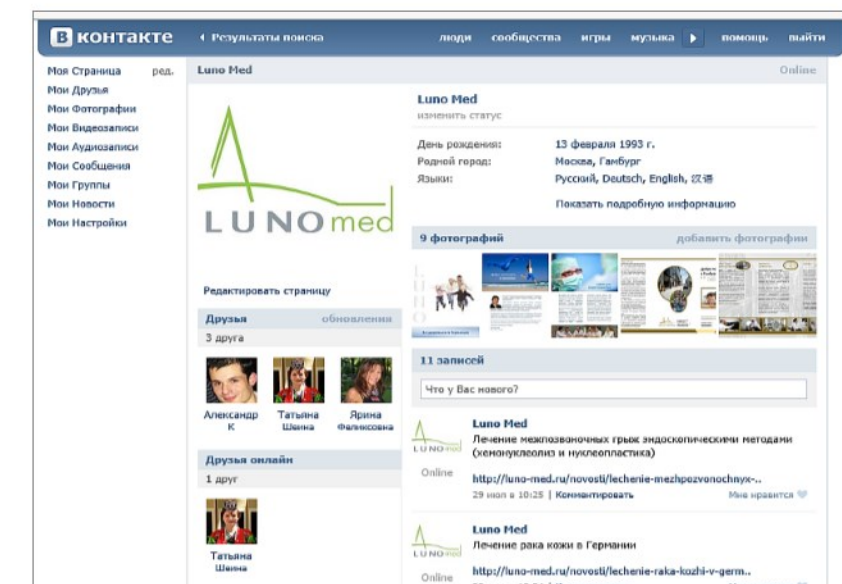 В контакте
Результаты поиска
люди сообщества игры музыка помощь выйти
Моя Страница ред.
Мои Друзья
Мои Фотографии
Мои Видеозаписи
Мои Аудиозаписи
Мои Сообщения
Мои Группы
Мои Новости
Мои Настройки
Luno Med Online
LUNOmed
Редактировать страницу
Друзья обновления
3 друга
Александр К
Татьяна Шеина
Ярина Феликсовна
Друзья онлайн
1 друг
Татьяна
Шеина
Luno Med
изменить статус
День рождения: 13 февраля 1993 г.
Родной город: Москва, Гамбург
Языки: Русский, Deutsch, English, 汉语
Показать подробную информацию
9 фотографий добавить фотографии
11 записей
Что у Вас нового?
Luno Med
Лечение межпозвоночных грыж эндоскопическими методами
(хемонуклеолиз и нуклеопластика)
http://luno-med.ru/novosti/lechenie-mezhpozvonochnyx-..
29 июл в 10:25 | Комментировать Мне нравится
LUNOmed
Online
Luno Med
Лечение рака кожи в Германии
http://luno-med.ru/novosti/lechenie-raka-kozhi-v-germ..
LUNOmed
Online